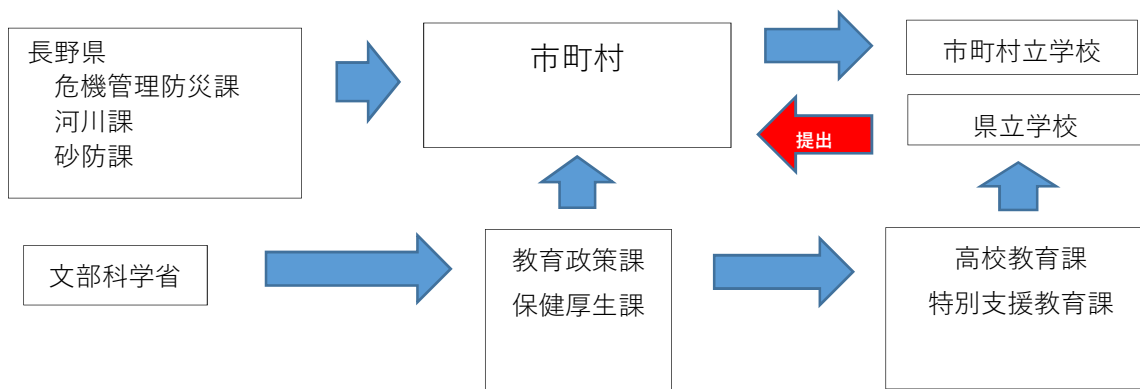 長野県
危機管理防災課
河川課
砂防課
市町村
市町村立学校
提出
県立学校
文部科学省
教育政策課
保健厚生課
高校教育課
特別支援教育課